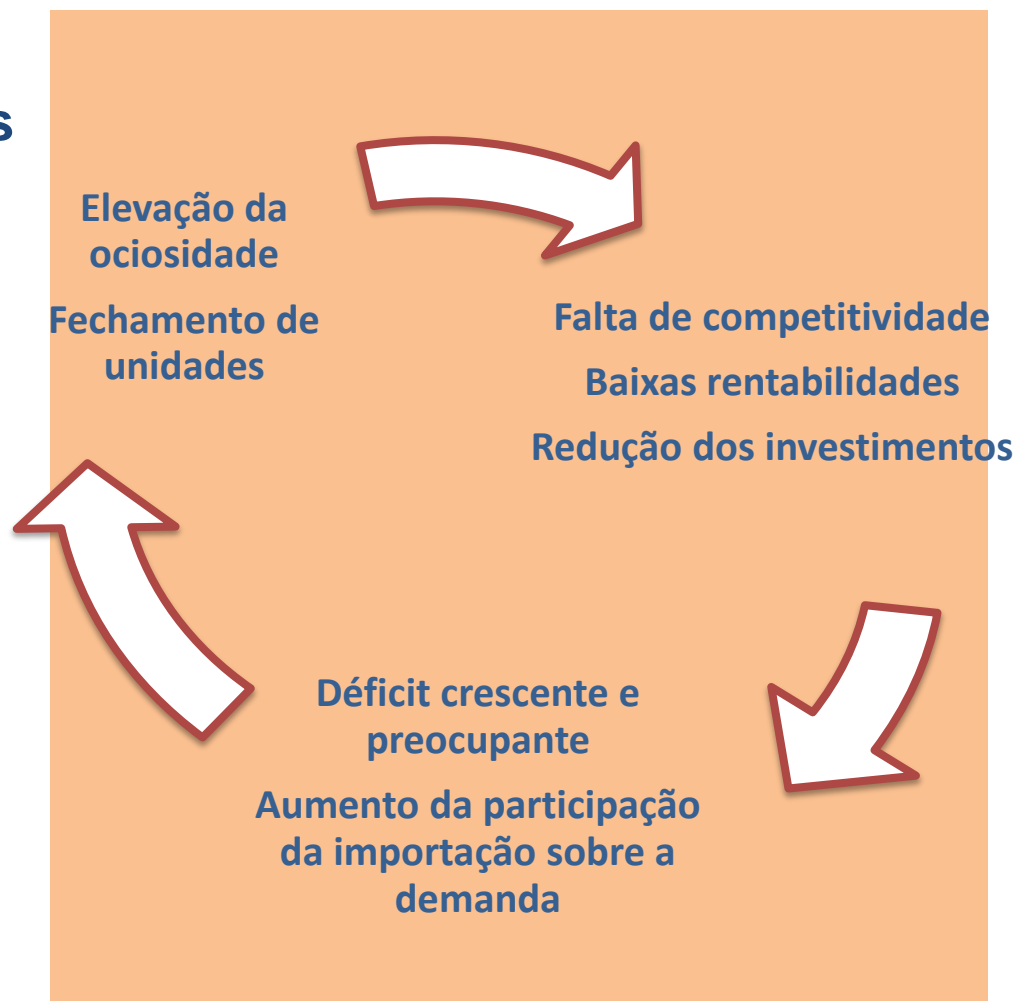 s
Elevação da
ociosidade
Fechamento de
unidades
Falta de competitividade
Baixas rentabilidades
Redução dos investimentos
Déficit crescente e
preocupante
Aumento da participação
da importação sobre a
demanda